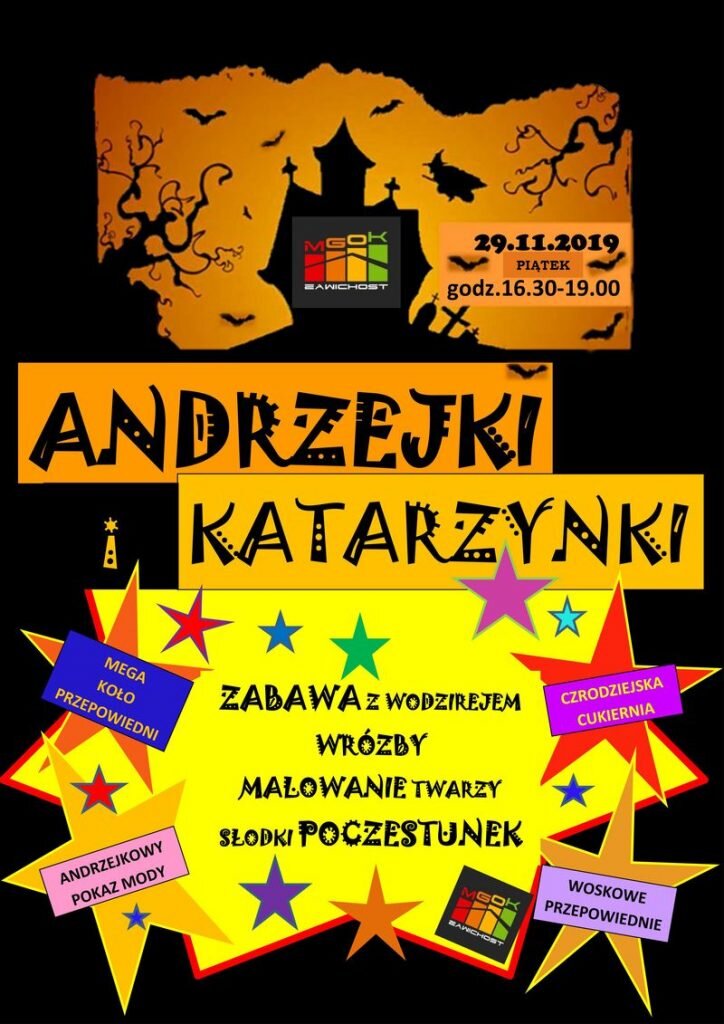 MGOK
ZAWICHOST
29.11.2019
PIĄTEK
godz.16.30-19.00
ANDRZEJKI
i KATARZYNKI
MEGA
KOŁO
PRZEPOWIEDNI
CZRODZIEJSKA
CUKIERNIA
ZABAWA Z WODZIREJEM
WRÓZBY
MALOWANIE TWARZY
SŁODKI POCZESTUNEK
ANDRZEJKOWY
POKAZ MODY
WOSKOWE
PRZEPOWIEDNIE
MGOK
ZAWICHOST